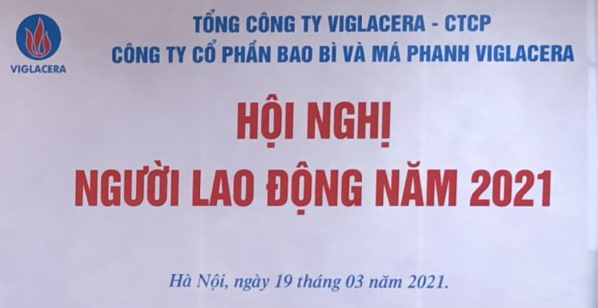 TỔNG CÔNG TY VIGLACERA - CTCP
CÔNG TY CỔ PHẦN BAO BÌ VÀ MÁ PHANH VIGLACERA
VIGLACERA
HỘI NGHỊ
NGƯỜI LAO ĐỘNG NĂM 2021
Hà Nội, ngày 19 tháng 03 năm 2021.